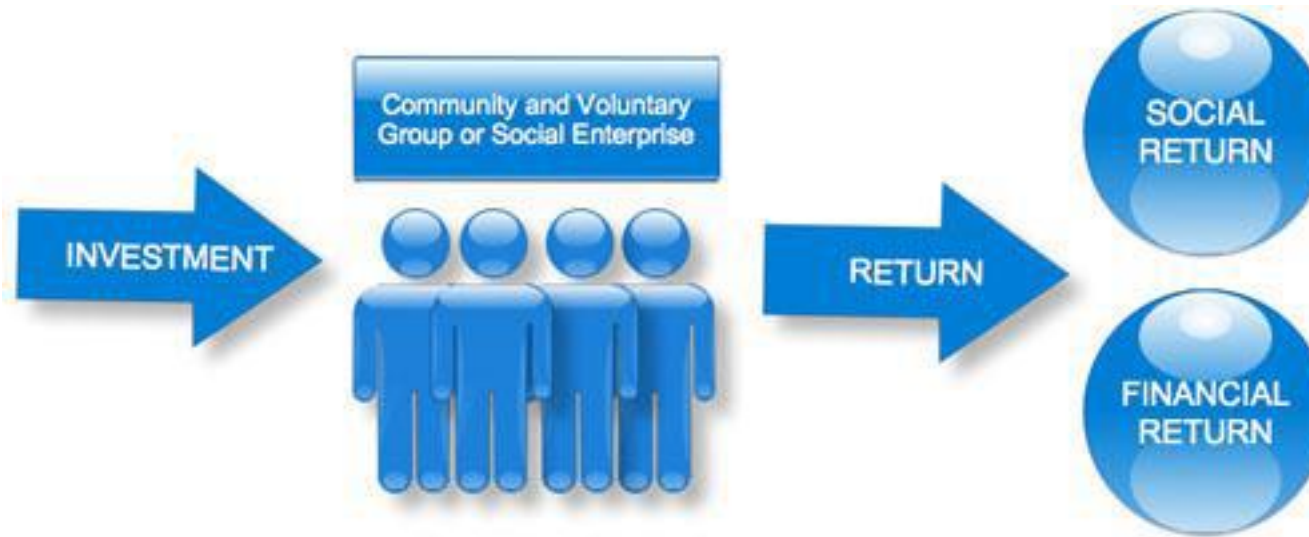 INVESTMENT
Community and Voluntary
Group or Social Enterprise
RETURN
SOCIAL
RETURN
FINANCIAL
RETURN